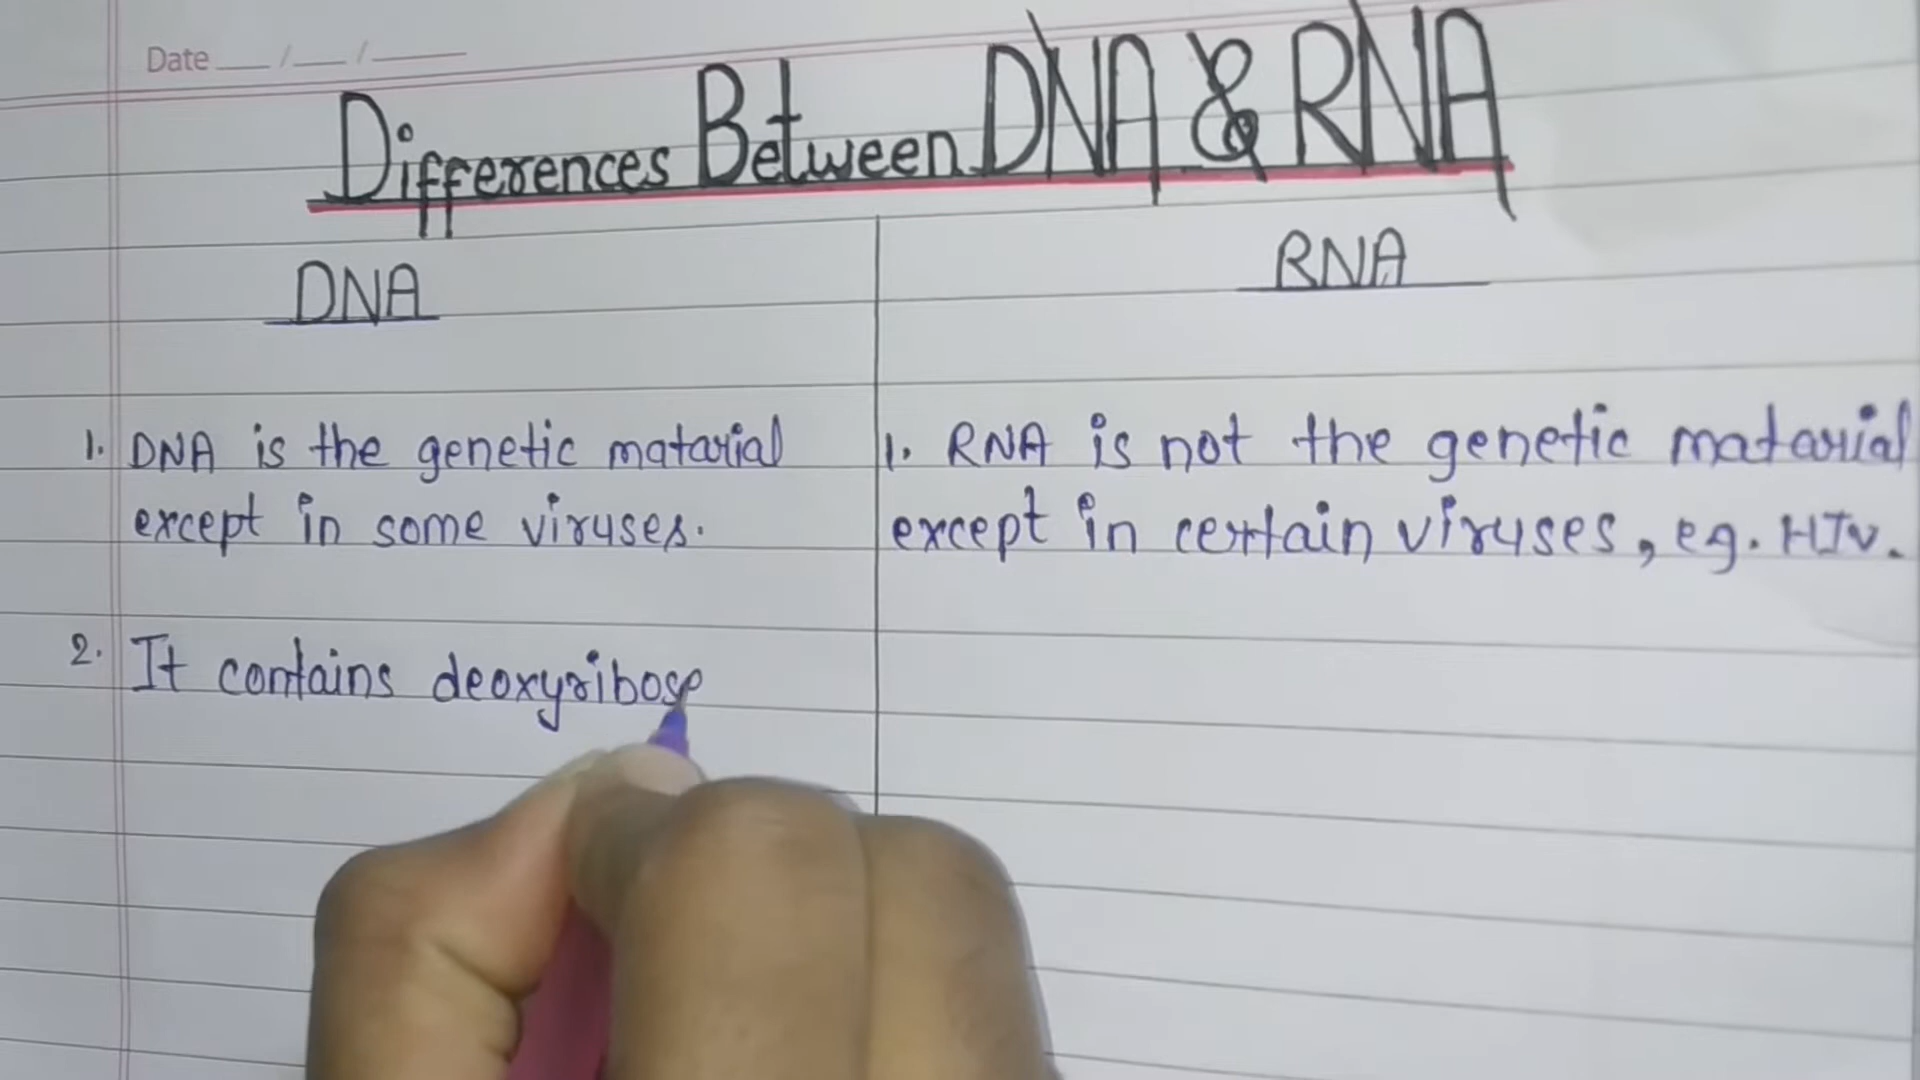 Date __/__/____
Differences Between DNA & RNA
DNA
RNA
1. DNA is the genetic matarial
except in some viruses.
1. RNA is not the genetic matarial
except in certain viruses, eg. HIV.
2. It contains deoxyribose